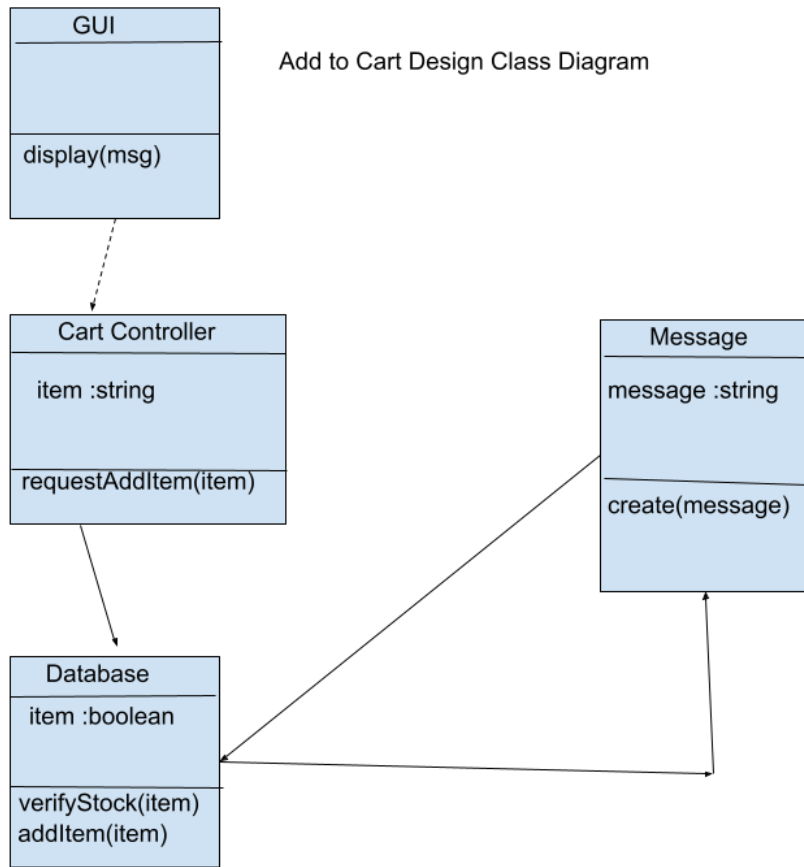 GUI
Add to Cart Design Class Diagram
display(msg)
Cart Controller
item :string
requestAddItem(item)
Message
message :string
create(message)
Database
item :boolean
verifyStock(item)
addItem(item)